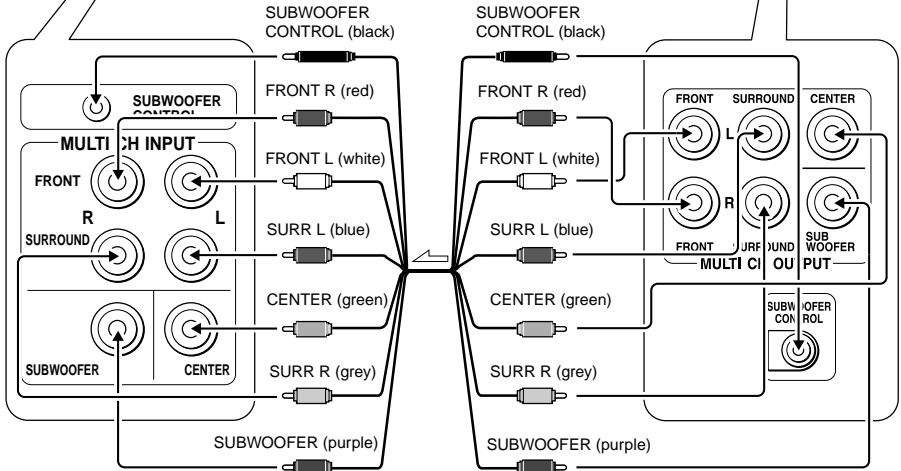 SUBWOOFER
CONTROL (black)
SUBWOOFER
CONTROL (black)
SUBWOOFER
CONTROL
MULTI CH INPUT
FRONT
R
L
SURROUND
SUBWOOFER
CENTER
FRONT R (red)
FRONT L (white)
SURR L (blue)
CENTER (green)
SURR R (grey)
SUBWOOFER (purple)
FRONT R (red)
FRONT L (white)
SURR L (blue)
CENTER (green)
SURR R (grey)
SUBWOOFER (purple)
FRONT
SURROUND
CENTER
L
R
FRONT
SURROUND
SUB
WOOFER
MULTI CH OUTPUT
SUBWOOFER
CONTROL